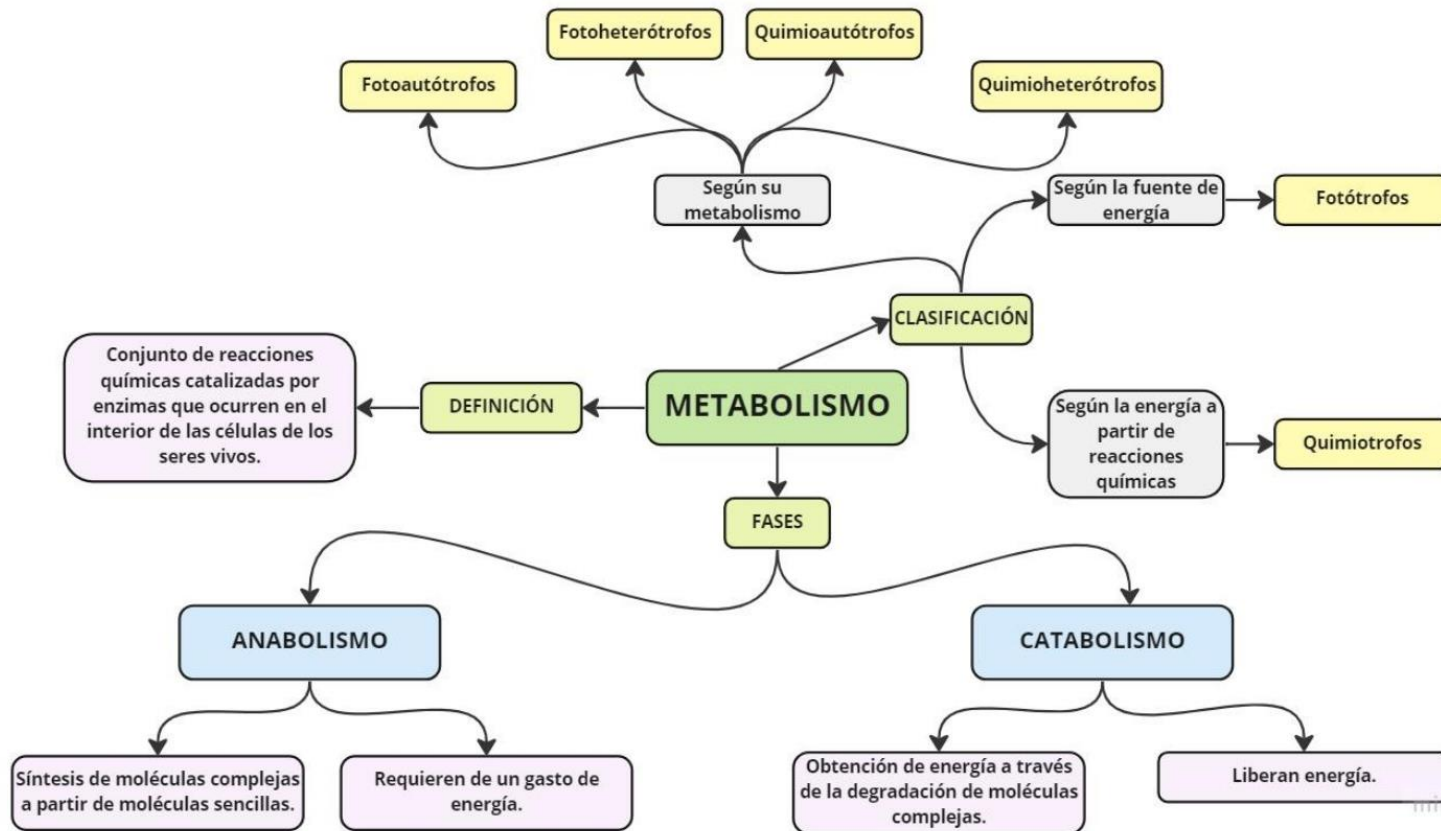 Fotoheterótrofos
Quimioautótrofos
Fotoautótrofos
Quimioheterótrofos
Según su
metabolismo
Según la fuente de
energía
Fotótrofos
CLASIFICACIÓN
Conjunto de reacciones
químicas catalizadas por
enzimas que ocurren en el
interior de las células de los
seres vivos.
DEFINICIÓN
METABOLISMO
Según la energía a
partir de
reacciones
químicas
Quimiotrofos
FASES
ANABOLISMO
CATABOLISMO
Síntesis de moléculas complejas
a partir de moléculas sencillas.
Requieren de un gasto de
energía.
Obtención de energía a través
de la degradación de moléculas
complejas.
Liberan energía.